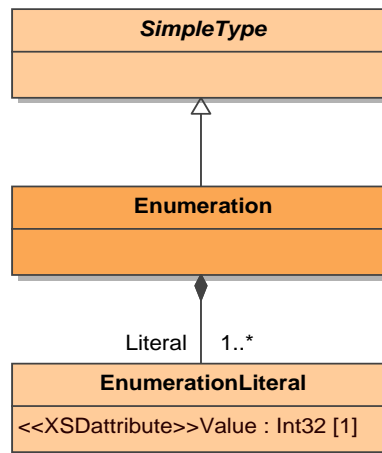 SimpleType
Enumeration
Literal 1..*
EnumerationLiteral
<<XSDattribute>>Value : Int32 [1]